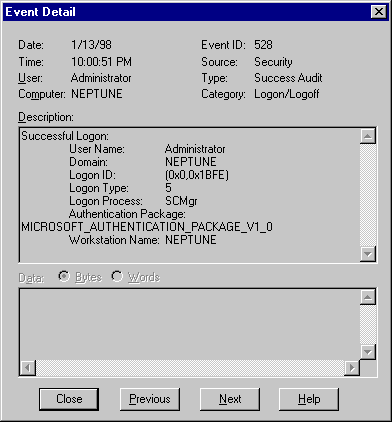 Event Detail
Date: 1/13/98 Event ID: 528
Time: 10:00:51 PM Source: Security
User: Administrator Type: Success Audit
Computer: NEPTUNE Category: Logon/Logoff
Description:
Successful Logon:
User Name: Administrator
Domain: NEPTUNE
Logon ID: (0x0,0x1BFE)
Logon Type: 5
Logon Process: SCMgr
Authentication Package:
MICROSOFT_AUTHENTICATION_PACKAGE_V1_0
Workstation Name: NEPTUNE
Data: Bytes Words
Close Previous Next Help